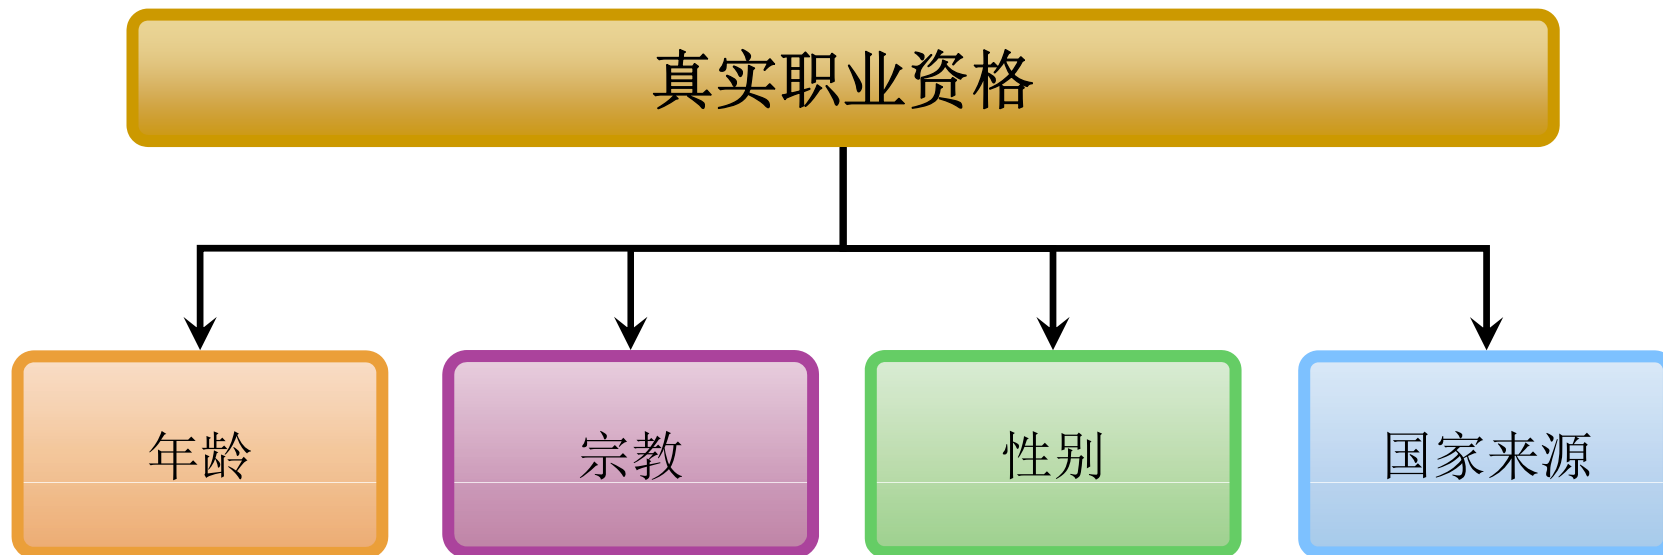 真实职业资格
年龄
宗教
性别
国家来源